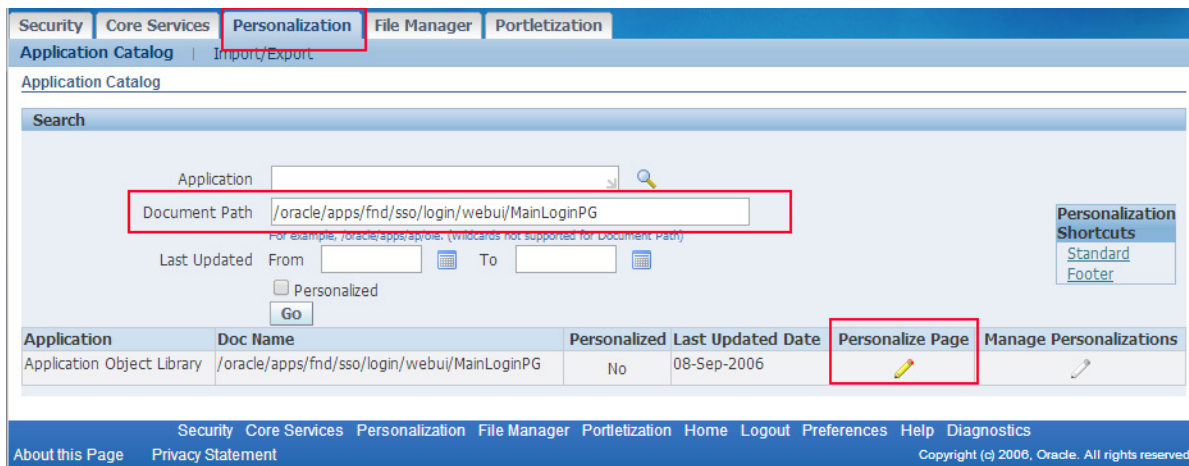 Security Core Services Personalization File Manager Portletization
Application Catalog | Import/Export
Application Catalog
Search
Application
Document Path /oracle/apps/fnd/sso/login/webui/MainLoginPG
For example, /oracle/apps/ap/oie. (Wildcards not supported for Document Path)
Last Updated From To
Personalized
Go
Personalization
Shortcuts
Standard
Footer
Application Doc Name Personalized Last Updated Date Personalize Page Manage Personalizations
Application Object Library /oracle/apps/fnd/sso/login/webui/MainLoginPG No 08-Sep-2006
Security Core Services Personalization File Manager Portletization Home Logout Preferences Help Diagnostics
About this Page Privacy Statement Copyright (c) 2006, Oracle. All rights reserved